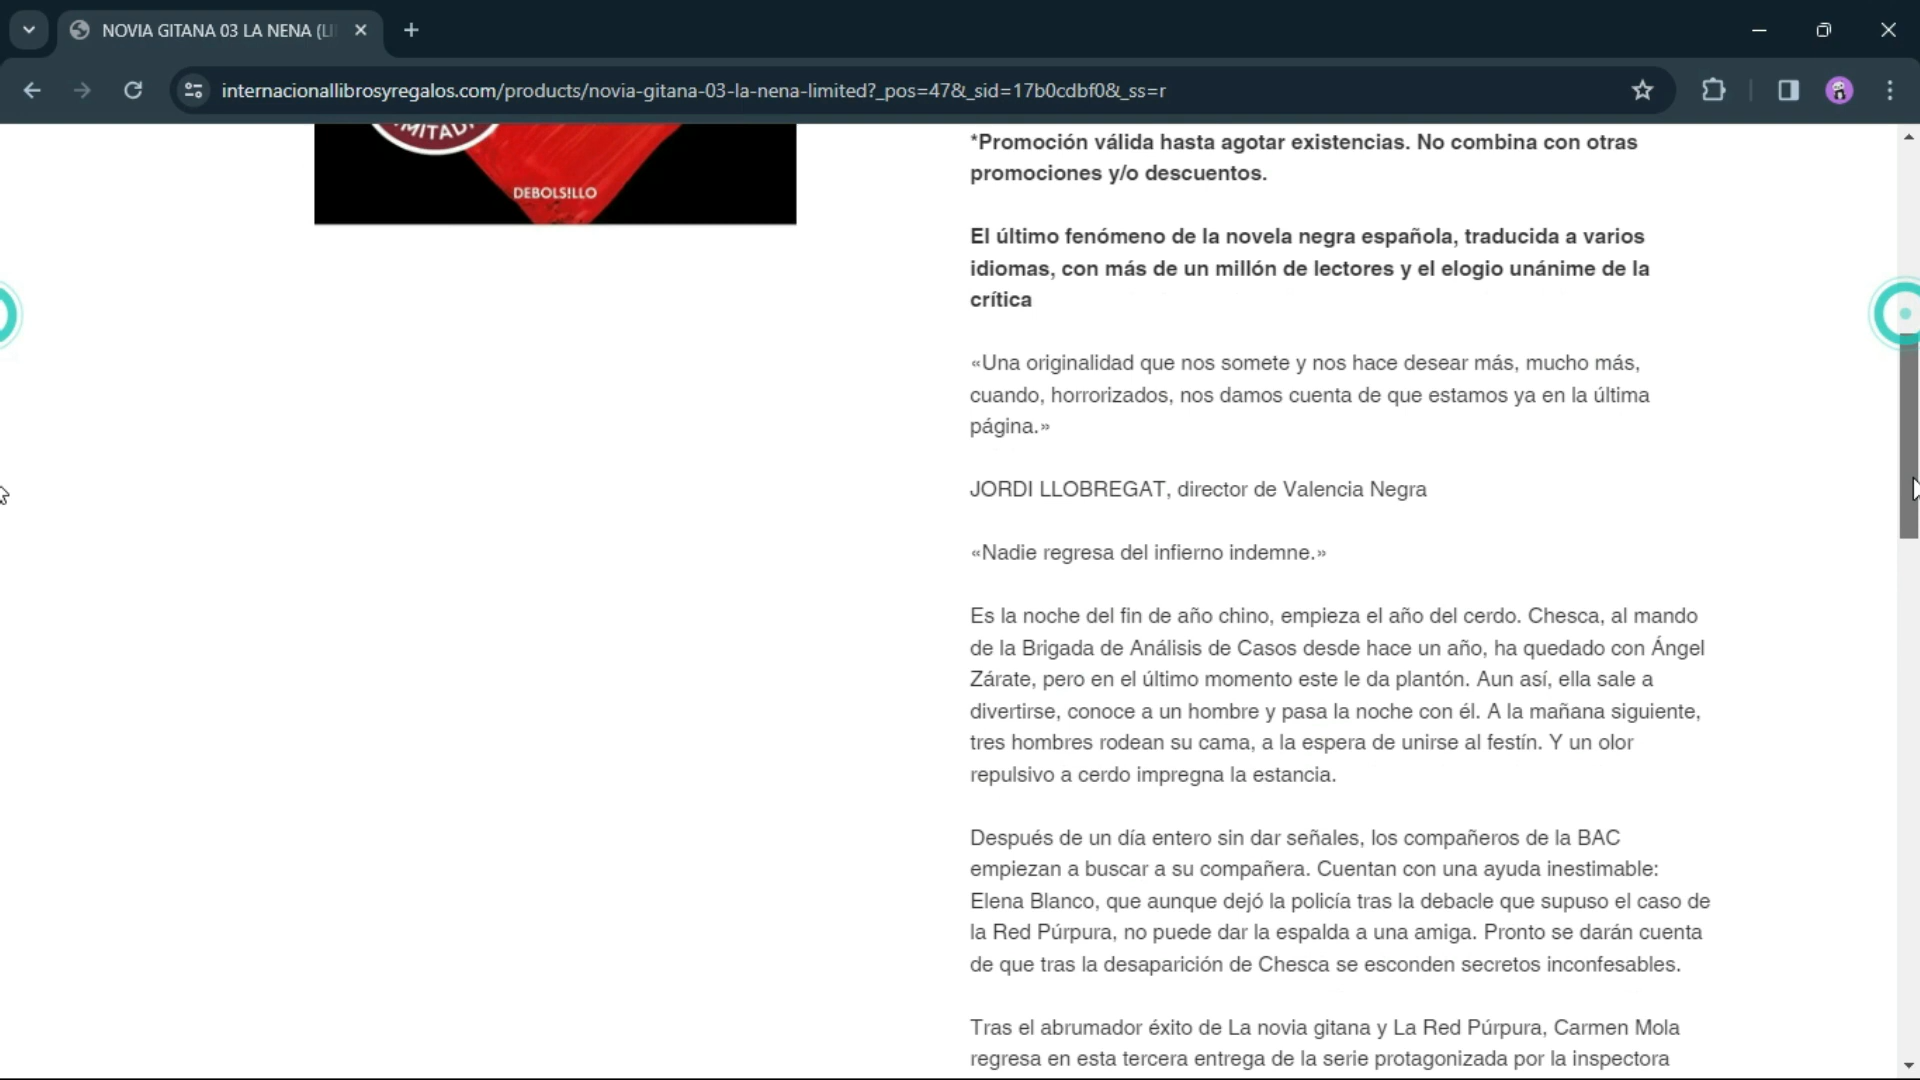 NOVIA GITANA 03 LA NENA (LI
internacionallibrosyregalos.com/products/novia-gitana-03-la-nena-limited?_pos=47&_sid=17b0cdbf0&_ss=r
DEBOLS!LLO
*Promoción válida hasta agotar existencias. No combina con otras
promociones y/o descuentos.
El último fenómeno de la novela negra española, traducida a varios
idiomas, con más de un millón de lectores y el elogio unánime de la
crítica
«Una originalidad que nos somete y nos hace desear más, mucho más,
cuando, horrorizados, nos damos cuenta de que estamos ya en la última
página.»
JORDI LLOBREGAT, director de Valencia Negra
«Nadie regresa del infierno indemne.»
Es la noche del fin de año chino, empieza el año del cerdo. Chesca, al mando
de la Brigada de Análisis de Casos desde hace un año, ha quedado con Ángel
Zárate, pero en el último momento este le da plantón. Aun así, ella sale a
divertirse, conoce a un hombre y pasa la noche con él. A la mañana siguiente,
tres hombres rodean su cama, a la espera de unirse al festín. Y un olor
repulsivo a cerdo impregna la estancia.
Después de un día entero sin dar señales, los compañeros de la BAC
empiezan a buscar a su compañera. Cuentan con una ayuda inestimable:
Elena Blanco, que aunque dejó la policía tras la debacle que supuso el caso de
la Red Púrpura, no puede dar la espalda a una amiga. Pronto se darán cuenta
de que tras la desaparición de Chesca se esconden secretos inconfesables.
Tras el abrumador éxito de La novia gitana y La Red Púrpura, Carmen Mola
regresa en esta tercera entrega de la serie protagonizada por la inspectora